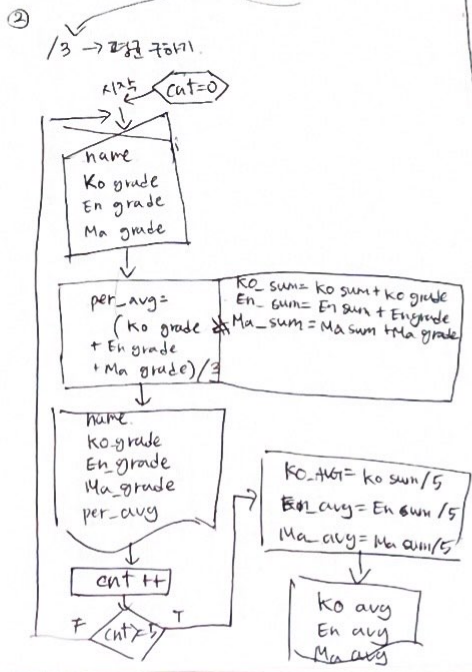 ②
/3 → 평균 구하기.
시작
cnt=0
name
Ko grade
En grade
Ma grade
per_avg=
(Ko grade
+ En grade
+ Ma grade)/3
Ko_sum= Ko sum+Ko grade
En_sum= En sum + En grade
Ma_sum = Ma sum + Ma grade
name
Ko_grade
En_grade
Ma_grade
per_avg
cnt ++
F
cnt>=5
T
KO_AVG= Ko sum/5
En_avg= En sum /5
Ma_avg= Ma sum/5
Ko avg
En avg
Ma avg